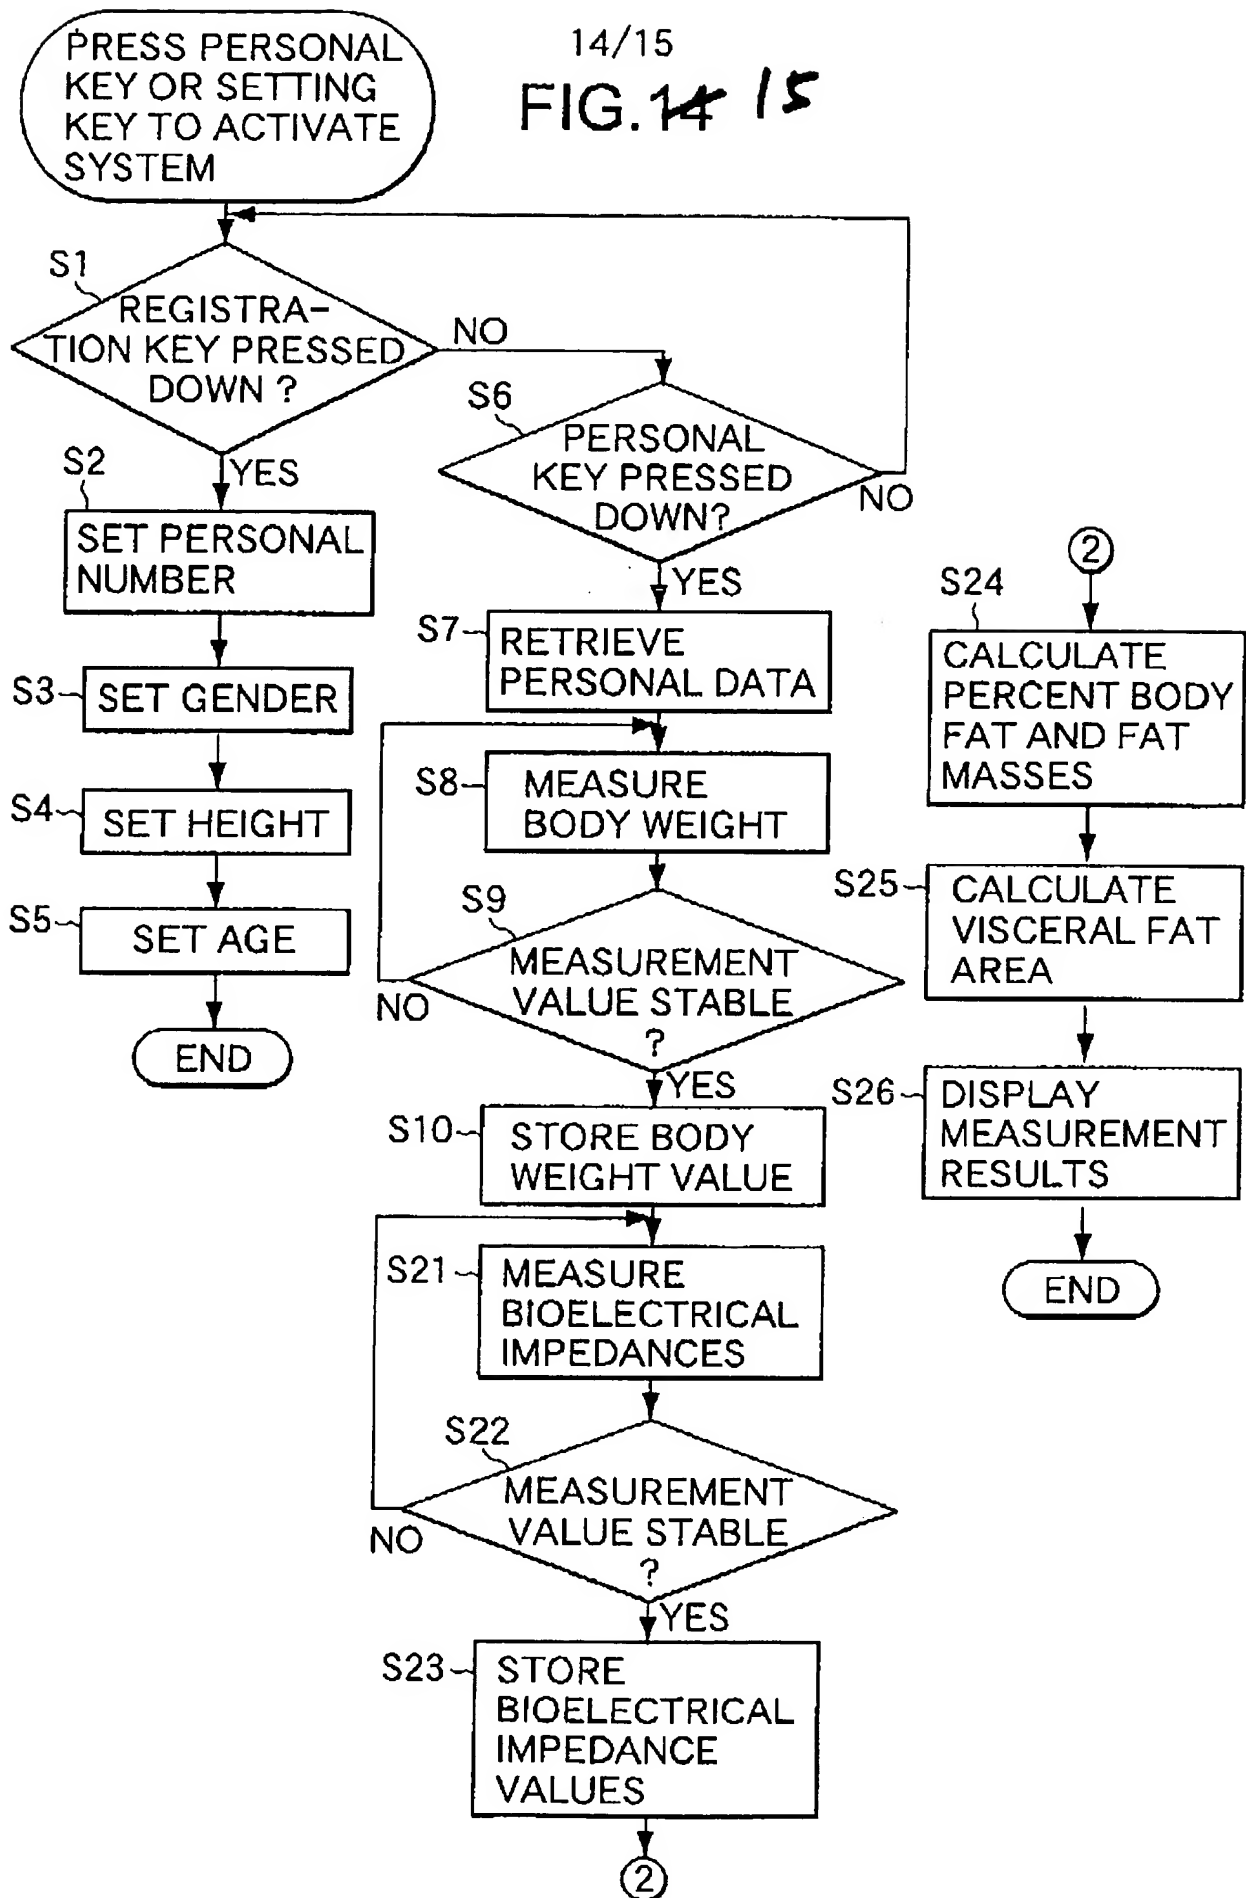 PRESS PERSONAL
KEY OR SETTING
KEY TO ACTIVATE
SYSTEM
14/15
FIG.14 15
S1
REGISTRA-
TION KEY PRESSED
DOWN ?
NO
YES
S2
SET PERSONAL
NUMBER
S3
SET GENDER
S4
SET HEIGHT
S5
SET AGE
END
S6
PERSONAL
KEY PRESSED
DOWN?
NO
YES
S7
RETRIEVE
PERSONAL DATA
S8
MEASURE
BODY WEIGHT
S9
MEASUREMENT
VALUE STABLE
?
NO
YES
S10
STORE BODY
WEIGHT VALUE
S21
MEASURE
BIOELECTRICAL
IMPEDANCES
S22
MEASUREMENT
VALUE STABLE
?
NO
YES
S23
STORE
BIOELECTRICAL
IMPEDANCE
VALUES
2
2
S24
CALCULATE
PERCENT BODY
FAT AND FAT
MASSES
S25
CALCULATE
VISCERAL FAT
AREA
S26
DISPLAY
MEASUREMENT
RESULTS
END